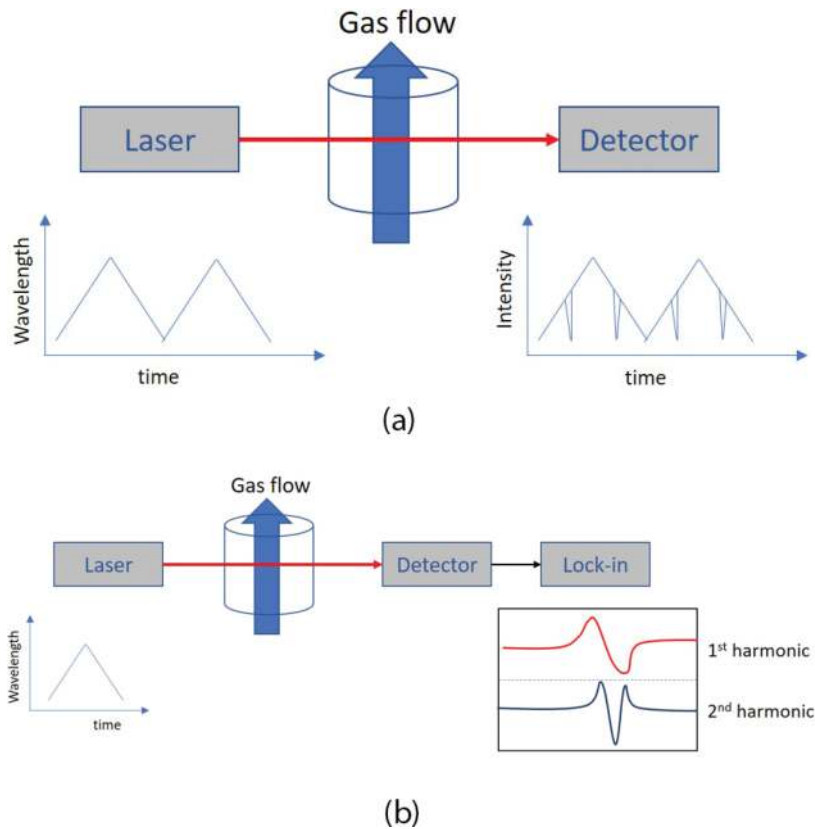 Gas flow
Laser
Detector
Wavelength
time
Intensity
time
(a)
Gas flow
Laser
Detector
Lock-in
Wavelength
time
1st harmonic
2nd harmonic
(b)